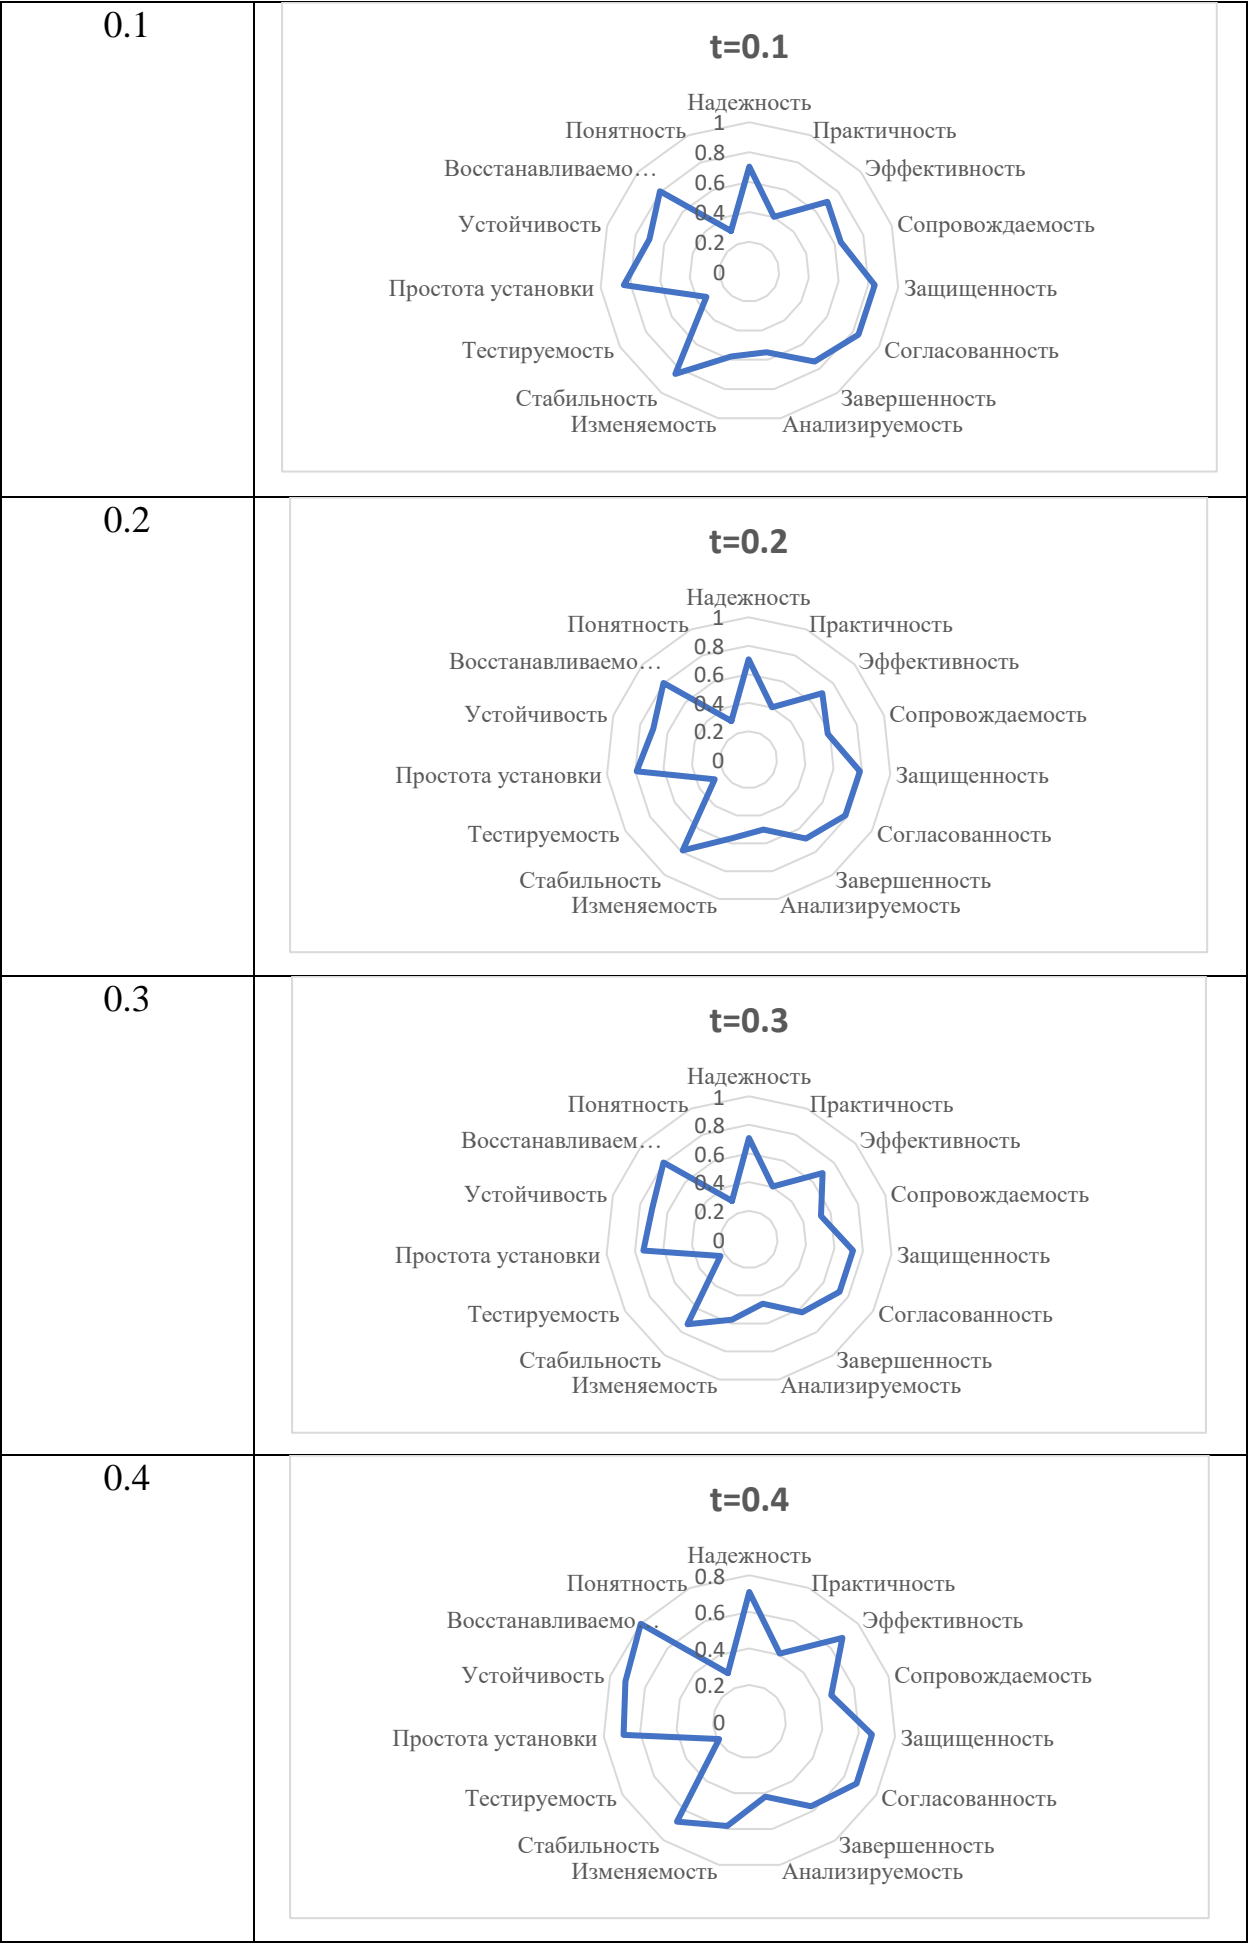 0.1
t=0.1
Надежность
Практичность
Эффективность
Сопровождаемость
Защищенность
Согласованность
Завершенность
Анализируемость
Изменяемость
Стабильность
Тестируемость
Простота установки
Устойчивость
Восстанавливаемо…
Понятность
1
0.8
0.6
0.4
0.2
0
0.2
t=0.2
Надежность
Практичность
Эффективность
Сопровождаемость
Защищенность
Согласованность
Завершенность
Анализируемость
Изменяемость
Стабильность
Тестируемость
Простота установки
Устойчивость
Восстанавливаемо…
Понятность
1
0.8
0.6
0.4
0.2
0
0.3
t=0.3
Надежность
Практичность
Эффективность
Сопровождаемость
Защищенность
Согласованность
Завершенность
Анализируемость
Изменяемость
Стабильность
Тестируемость
Простота установки
Устойчивость
Восстанавливаем…
Понятность
1
0.8
0.6
0.4
0.2
0
0.4
t=0.4
Надежность
Практичность
Эффективность
Сопровождаемость
Защищенность
Согласованность
Завершенность
Анализируемость
Изменяемость
Стабильность
Тестируемость
Простота установки
Устойчивость
Восстанавливаемо…
Понятность
0.8
0.6
0.4
0.2
0